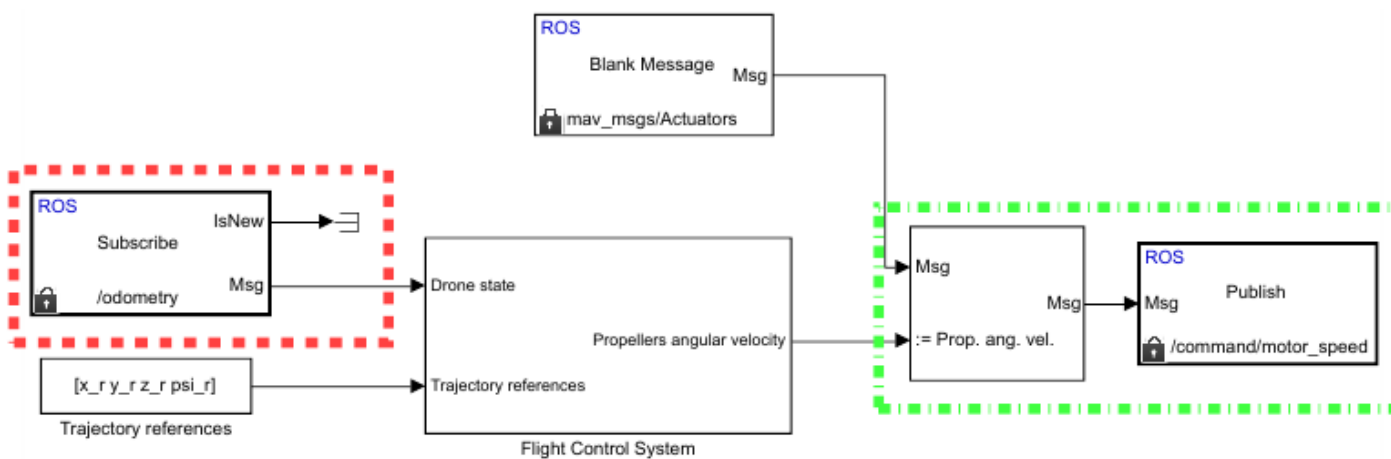 ROS
Blank Message
Msg
mav_msgs/Actuators
ROS
IsNew
Subscribe
Msg
/odometry
[x_r y_r z_r psi_r]
Trajectory references
Drone state
Propellers angular velocity
Trajectory references
Flight Control System
Msg
Msg
:= Prop. ang. vel.
ROS
Publish
Msg
/command/motor_speed